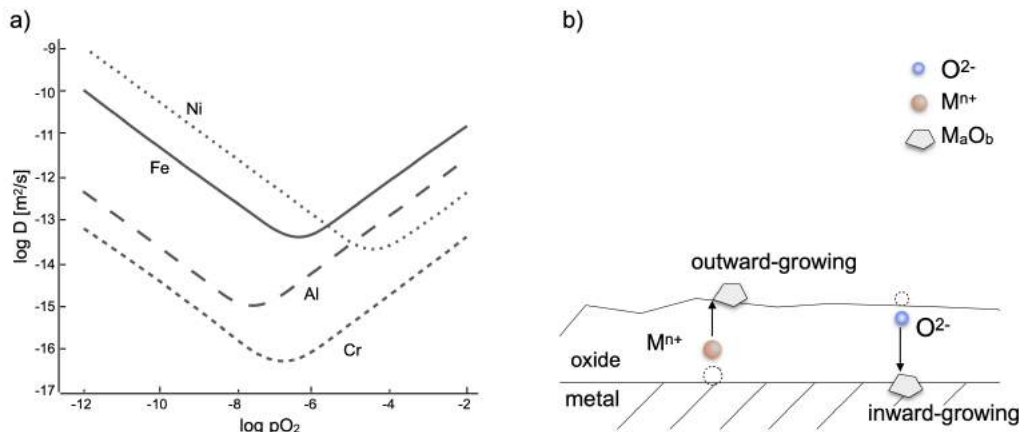 a)
log D [m²/s]
-9
-10
-11
-12
-13
-14
-15
-16
-17
Ni
Fe
Al
Cr
-12
-10
-8
-6
-4
-2
log pO₂
b)
O²⁻
Mⁿ⁺
MₐO_b
outward-growing
Mⁿ⁺
O²⁻
oxide
metal
inward-growing